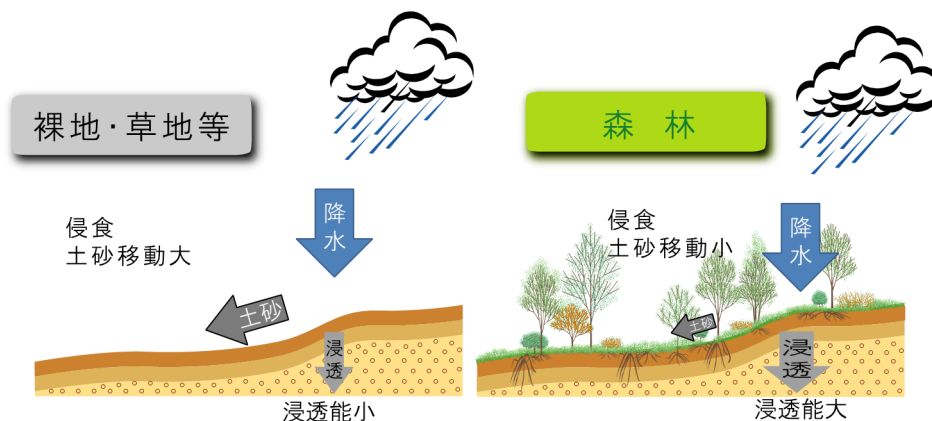 裸地・草地等
降水
侵食
土砂移動大
土砂
浸透
浸透能小
森　林
降水
侵食
土砂移動小
土砂
浸透
浸透能大